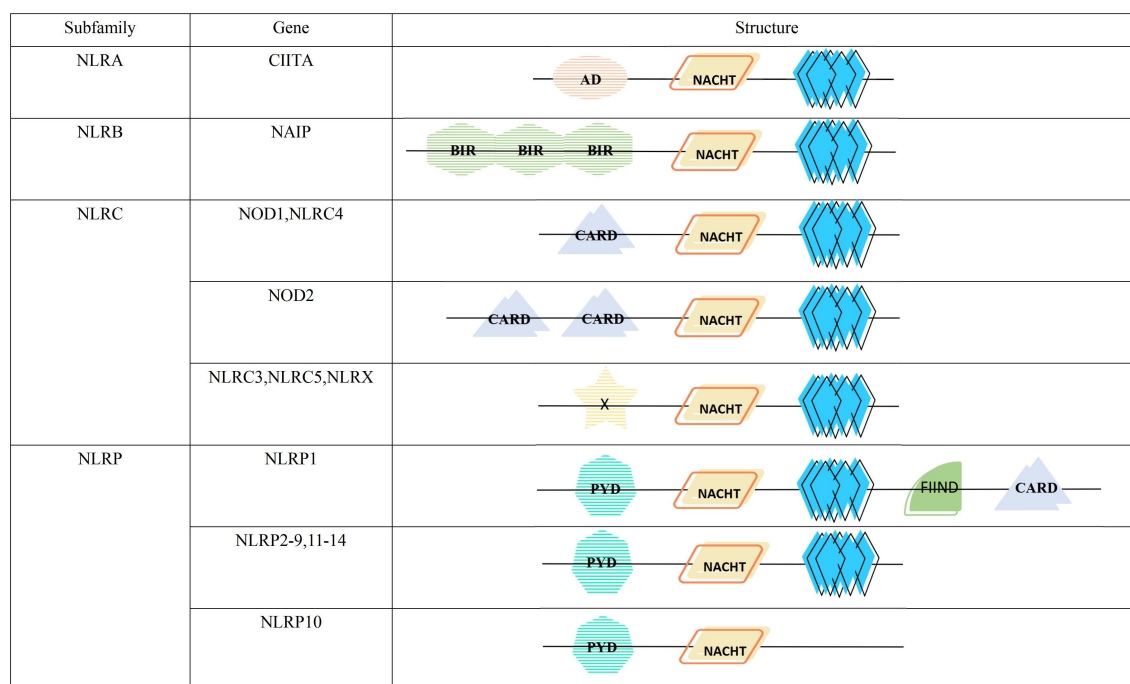 Subfamily Gene Structure
NLRA CIITA AD NACHT
NLRB NAIP BIR BIR BIR NACHT
NLRC NOD1,NLRC4 CARD NACHT
NOD2 CARD CARD NACHT
NLRC3,NLRC5,NLRX X NACHT
NLRP NLRP1 PYD NACHT FIIND CARD
NLRP2-9,11-14 PYD NACHT
NLRP10 PYD NACHT